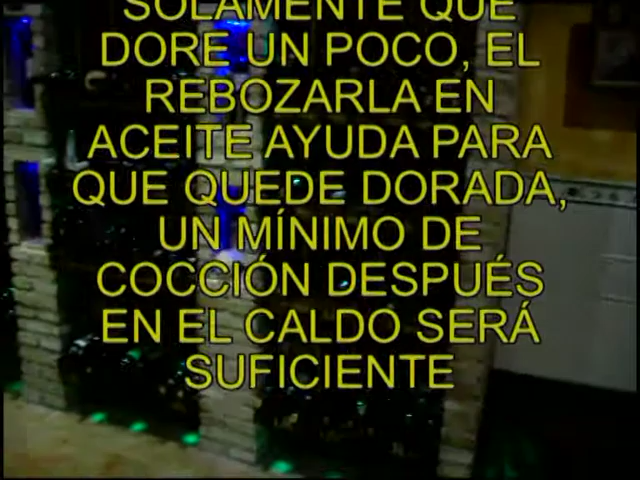 SOLAMENTE QUE
DORE UN POCO, EL
REBOZARLA EN
ACEITE AYUDA PARA
QUE QUEDE DORADA,
UN MÍNIMO DE
COCCIÓN DESPUÉS
EN EL CALDO SERÁ
SUFICIENTE